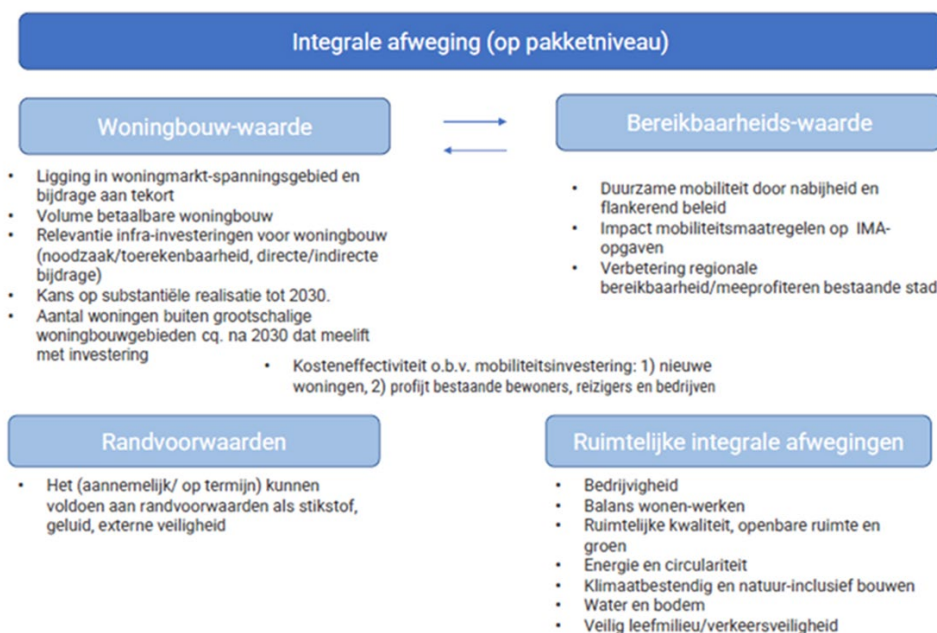 Integrale afweging (op pakketniveau)
Woningbouw-waarde
• Ligging in woningmarkt-spanningsgebied en
bijdrage aan tekort
• Volume betaalbare woningbouw
• Relevantie infra-investeringen voor woningbouw
(noodzaak/toerekenbaarheid, directe/indirecte
bijdrage)
• Kans op substantiële realisatie tot 2030.
• Aantal woningen buiten grootschalige
woningbouwgebieden cq. na 2030 dat meelift
met investering
Bereikbaarheids-waarde
• Duurzame mobiliteit door nabijheid en
flankerend beleid
• Impact mobiliteitsmaatregelen op IMA-
opgaven
• Verbetering regionale
bereikbaarheid/meeprofiteren bestaande stad
• Kosteneffectiviteit o.b.v. mobiliteitsinvestering: 1) nieuwe
woningen, 2) profijt bestaande bewoners, reizigers en bedrijven
Randvoorwaarden
• Het (aannemelijk/ op termijn) kunnen
voldoen aan randvoorwaarden als stikstof,
geluid, externe veiligheid
Ruimtelijke integrale afwegingen
• Bedrijvigheid
• Balans wonen-werken
• Ruimtelijke kwaliteit, openbare ruimte en
groen
• Energie en circulariteit
• Klimaatbestendig en natuur-inclusief bouwen
• Water en bodem
• Veilig leefmilieu/verkeersveiligheid